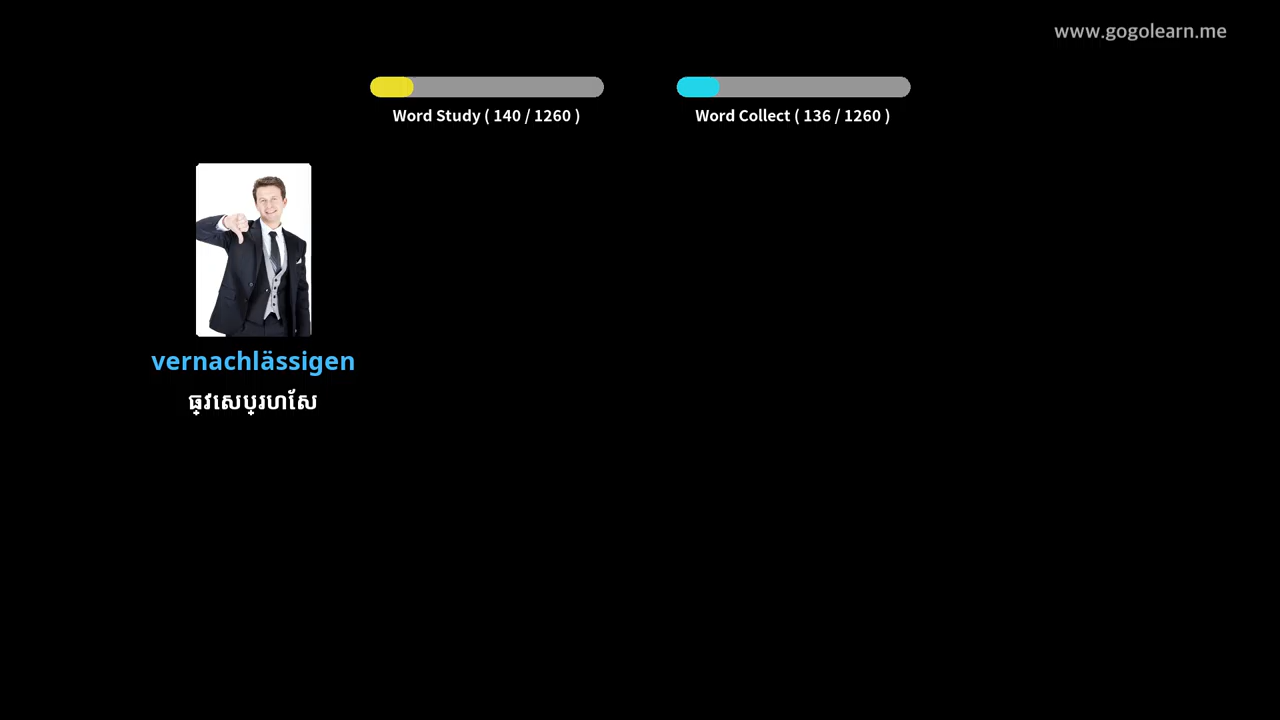 www.gogolearn.me
Word Study ( 140 / 1260 )
Word Collect ( 136 / 1260 )
vernachlässigen
ធ្វេសប្រហែស